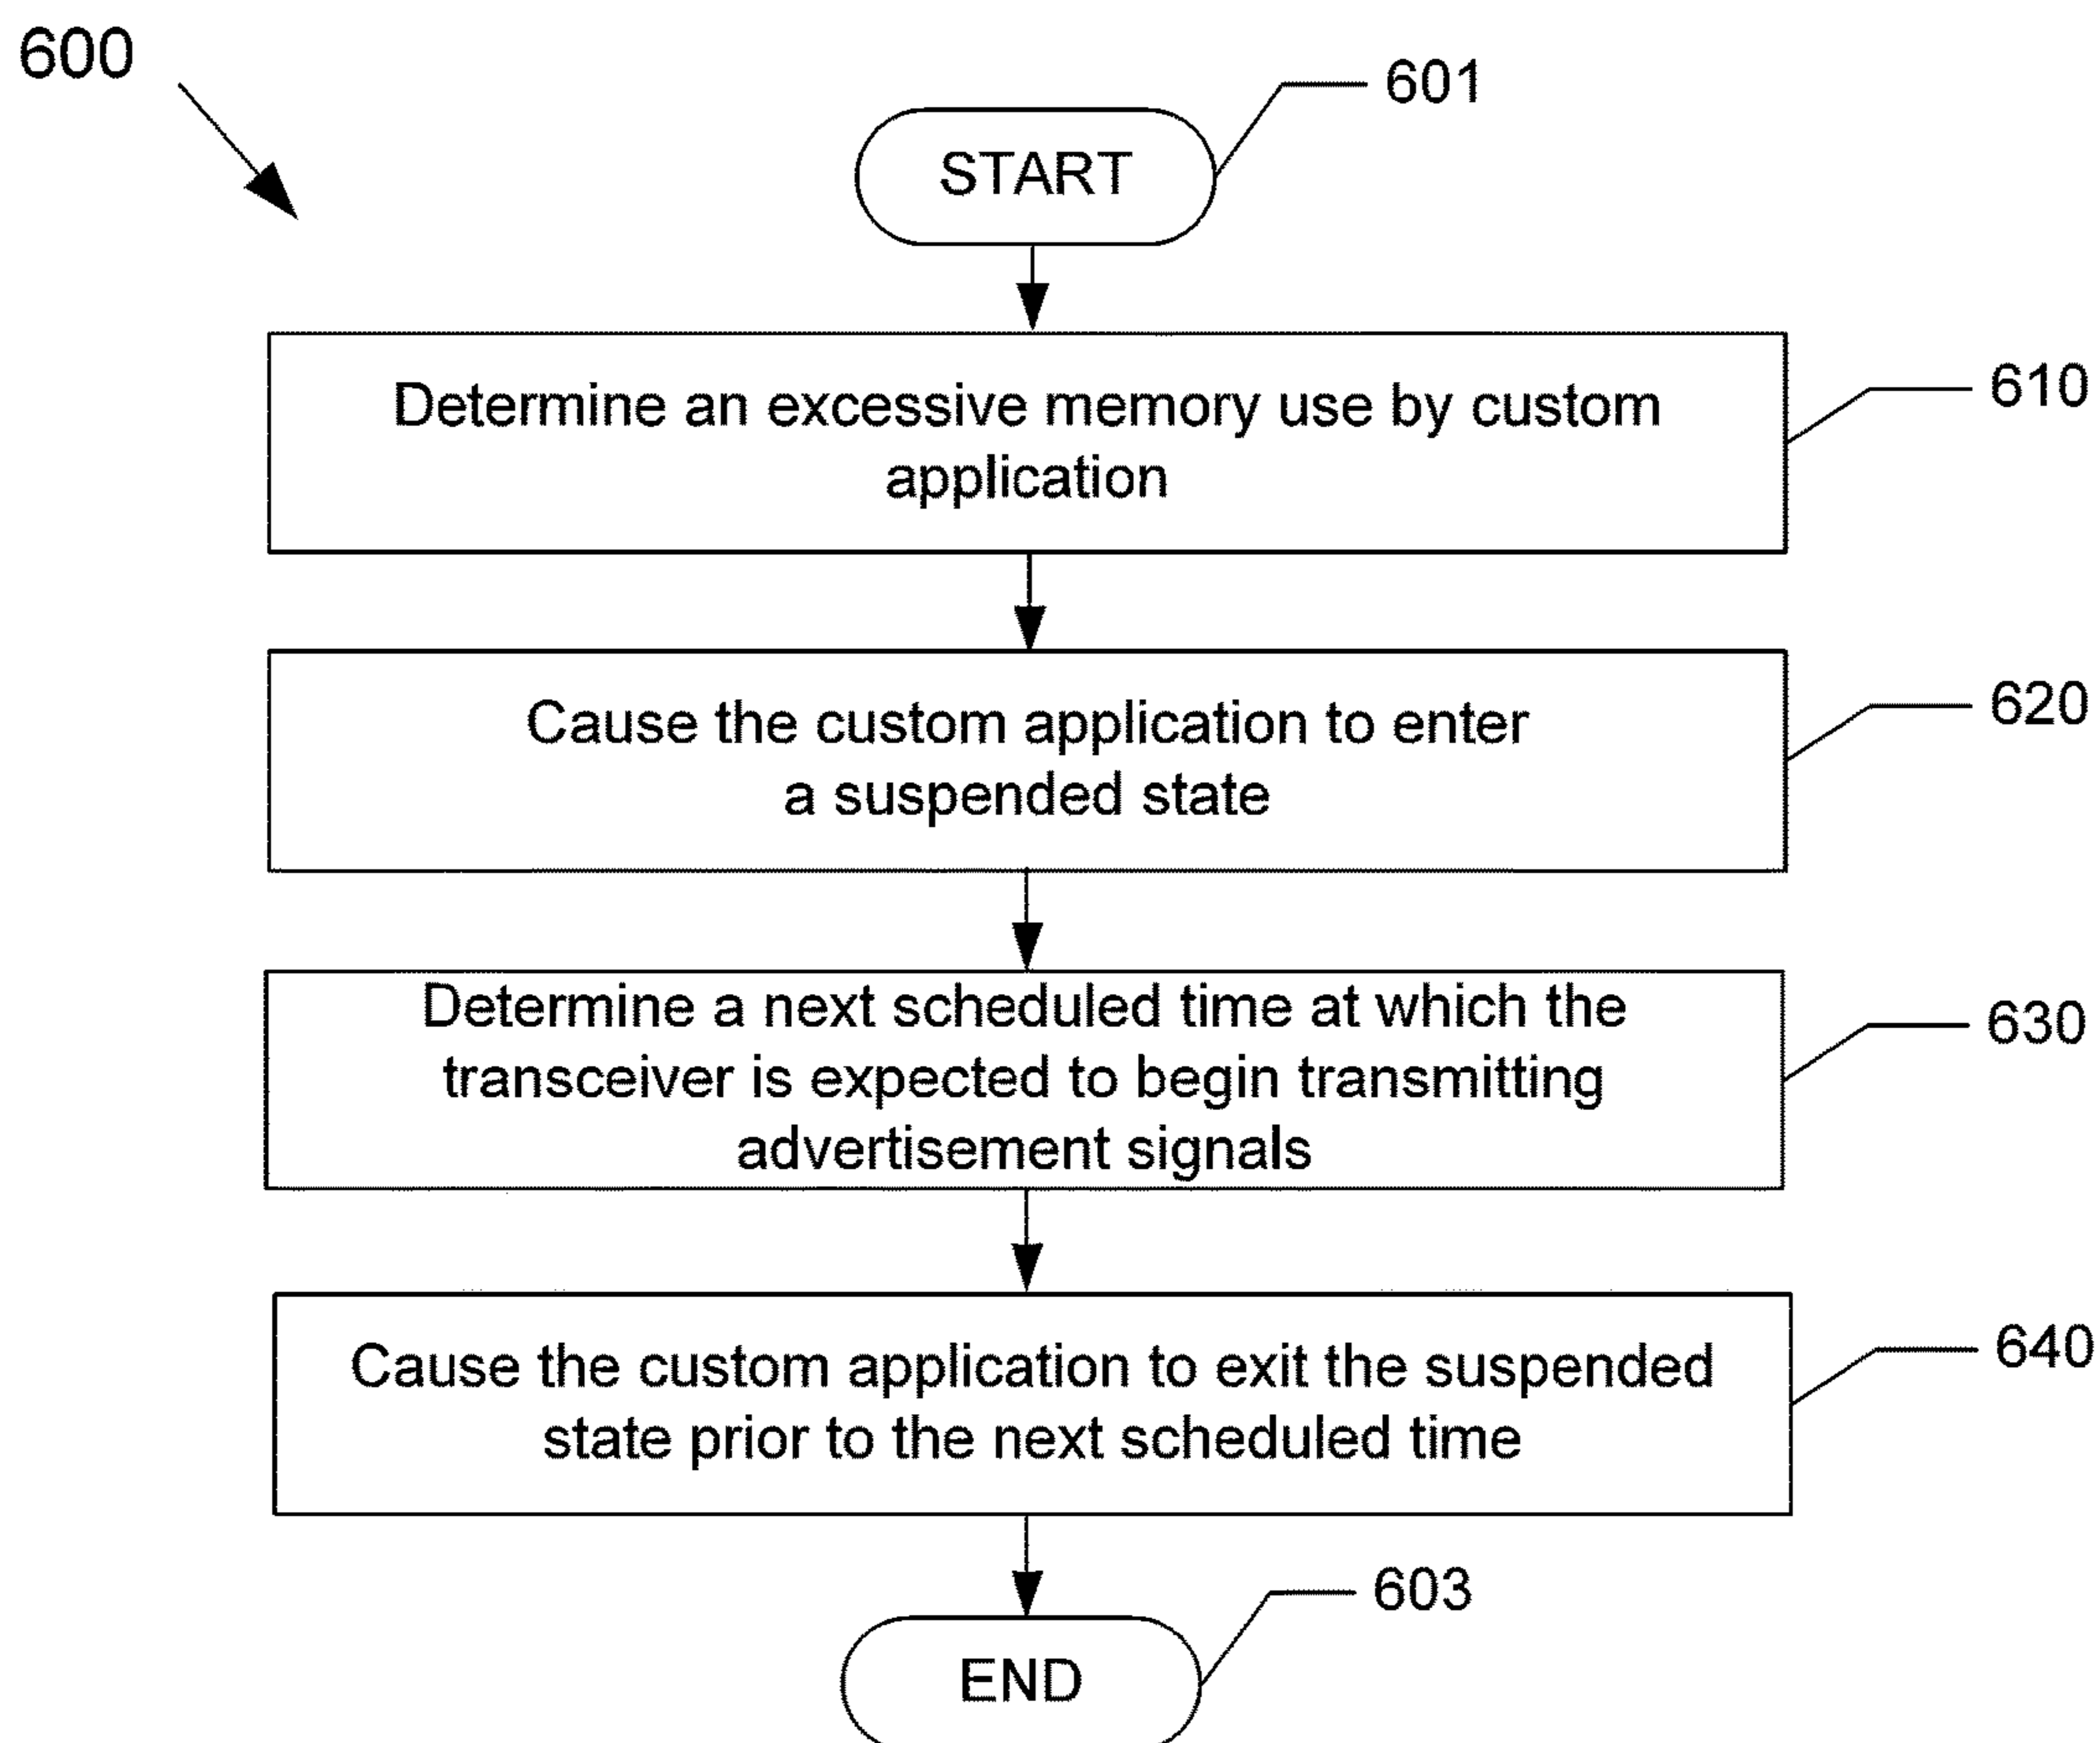 600
601
START
Determine an excessive memory use by custom
application
610
Cause the custom application to enter
a suspended state
620
Determine a next scheduled time at which the
transceiver is expected to begin transmitting
advertisement signals
630
Cause the custom application to exit the suspended
state prior to the next scheduled time
640
603
END